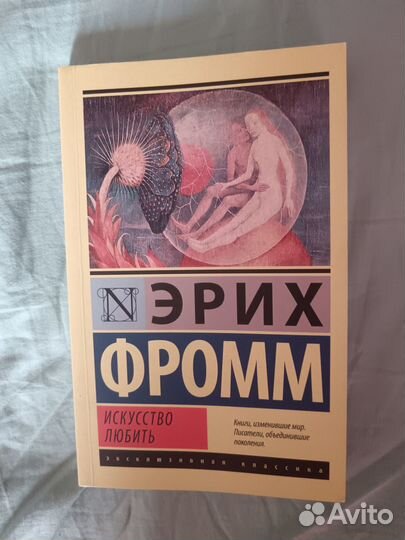 N
ЭРИХ
ФРОММ
ИСКУССТВО
ЛЮБИТЬ
Книги, изменившие мир.
Писатели, объединившие
поколения.
эксклюзивная классика
Avito